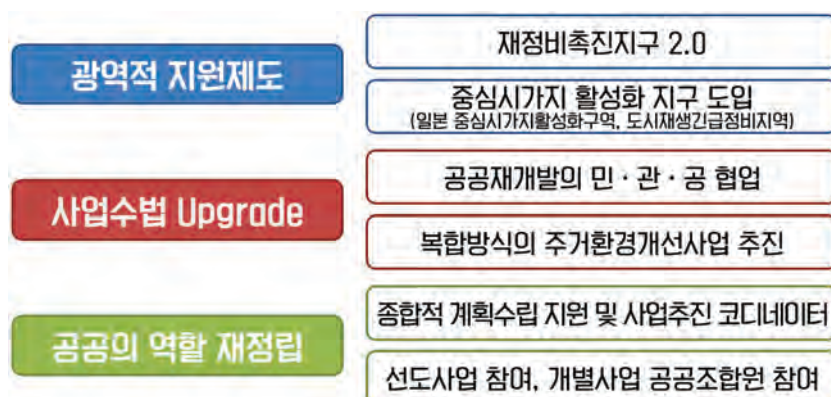 광역적 지원제도
재정비촉진지구 2.0
중심시가지 활성화 지구 도입
(일본 중심시가지활성화구역, 도시재생긴급정비지역)
사업수법 Upgrade
공공재개발의 민·관·공 협업
복합방식의 주거환경개선사업 추진
공공의 역할 재정립
종합적 계획수립 지원 및 사업추진 코디네이터
선도사업 참여, 개별사업 공공조합원 참여